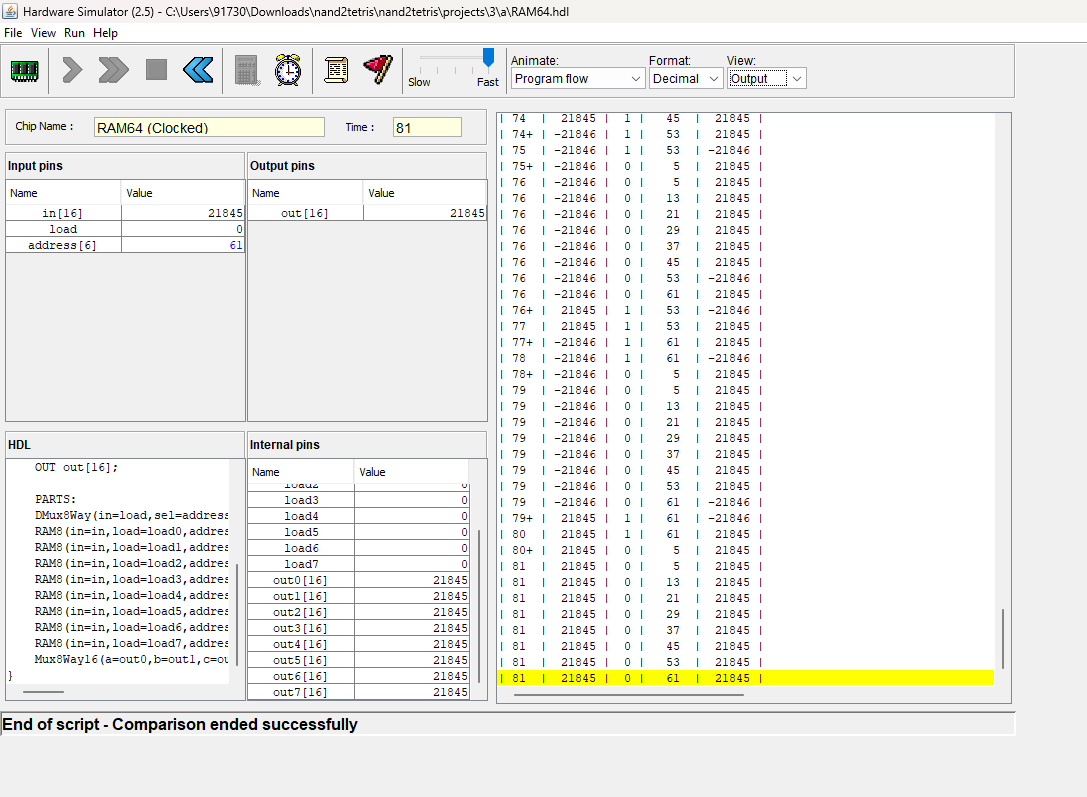 Hardware Simulator (2.5) - C:\Users\91730\Downloads\nand2tetris\nand2tetris\projects\3\a\RAM64.hdl
File View Run Help
Slow Fast
Animate: Format: View:
Program flow Decimal Output
Chip Name : RAM64 (Clocked) Time : 81
Input pins
Name Value
in[16] 21845
load 0
address[6] 61
Output pins
Name Value
out[16] 21845
HDL
OUT out[16];
PARTS:
DMux8Way(in=load,sel=address
RAM8(in=in,load=load0,addres
RAM8(in=in,load=load1,addres
RAM8(in=in,load=load2,addres
RAM8(in=in,load=load3,addres
RAM8(in=in,load=load4,addres
RAM8(in=in,load=load5,addres
RAM8(in=in,load=load6,addres
RAM8(in=in,load=load7,addres
Mux8Way16(a=out0,b=out1,c=ou
}
Internal pins
Name Value
load2 0
load3 0
load4 0
load5 0
load6 0
load7 0
out0[16] 21845
out1[16] 21845
out2[16] 21845
out3[16] 21845
out4[16] 21845
out5[16] 21845
out6[16] 21845
out7[16] 21845
| 74 | 21845 | 1 | 45 | 21845 |
| 74+ | -21846 | 1 | 53 | 21845 |
| 75 | -21846 | 1 | 53 | -21846 |
| 75+ | -21846 | 0 | 5 | 21845 |
| 76 | -21846 | 0 | 5 | 21845 |
| 76 | -21846 | 0 | 13 | 21845 |
| 76 | -21846 | 0 | 21 | 21845 |
| 76 | -21846 | 0 | 29 | 21845 |
| 76 | -21846 | 0 | 37 | 21845 |
| 76 | -21846 | 0 | 45 | 21845 |
| 76 | -21846 | 0 | 53 | -21846 |
| 76 | -21846 | 0 | 61 | 21845 |
| 76+ | 21845 | 1 | 53 | -21846 |
| 77 | 21845 | 1 | 53 | 21845 |
| 77+ | -21846 | 1 | 61 | 21845 |
| 78 | -21846 | 1 | 61 | -21846 |
| 78+ | -21846 | 0 | 5 | 21845 |
| 79 | -21846 | 0 | 5 | 21845 |
| 79 | -21846 | 0 | 13 | 21845 |
| 79 | -21846 | 0 | 21 | 21845 |
| 79 | -21846 | 0 | 29 | 21845 |
| 79 | -21846 | 0 | 37 | 21845 |
| 79 | -21846 | 0 | 45 | 21845 |
| 79 | -21846 | 0 | 53 | 21845 |
| 79 | -21846 | 0 | 61 | -21846 |
| 79+ | 21845 | 1 | 61 | -21846 |
| 80 | 21845 | 1 | 61 | 21845 |
| 80+ | 21845 | 0 | 5 | 21845 |
| 81 | 21845 | 0 | 5 | 21845 |
| 81 | 21845 | 0 | 13 | 21845 |
| 81 | 21845 | 0 | 21 | 21845 |
| 81 | 21845 | 0 | 29 | 21845 |
| 81 | 21845 | 0 | 37 | 21845 |
| 81 | 21845 | 0 | 45 | 21845 |
| 81 | 21845 | 0 | 53 | 21845 |
| 81 | 21845 | 0 | 61 | 21845 |
End of script - Comparison ended successfully